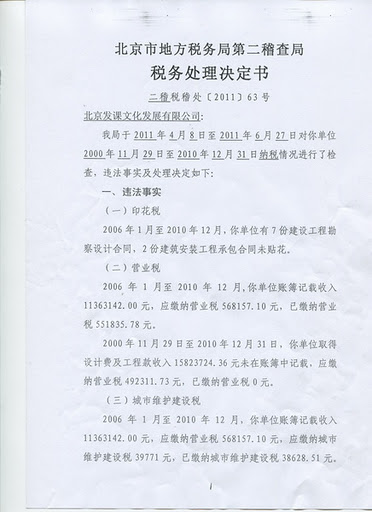 北京市地方税务局第二稽查局
税务处理决定书
二稽税稽处〔2011〕63号
北京发课文化发展有限公司:
我局于2011年4月8日至2011年6月27日对你单位
2000年11月29日至2010年12月31日纳税情况进行了检
查，违法事实及处理决定如下:
一、违法事实
（一）印花税
2006年1月至2010年12月，你单位有7份建设工程勘
察设计合同，2份建筑安装工程承包合同未贴花。
（二）营业税
2006年1月至2010年12月，你单位账簿记载收入
11363142.00元，应缴纳营业税568157.10元，已缴纳营业
税551835.78元。
2000年11月29日至2010年12月31日，你单位取得
设计费及工程款收入15823724.36元未在账簿中记载，应缴
纳营业税492311.73元，已缴纳营业税0元。
（三）城市维护建设税
2006年1月至2010年12月，你单位账簿记载收入
11363142.00元，应缴纳营业税568157.10元，应缴纳城市
维护建设税39771元，已缴纳城市维护建设税38628.51元。
1